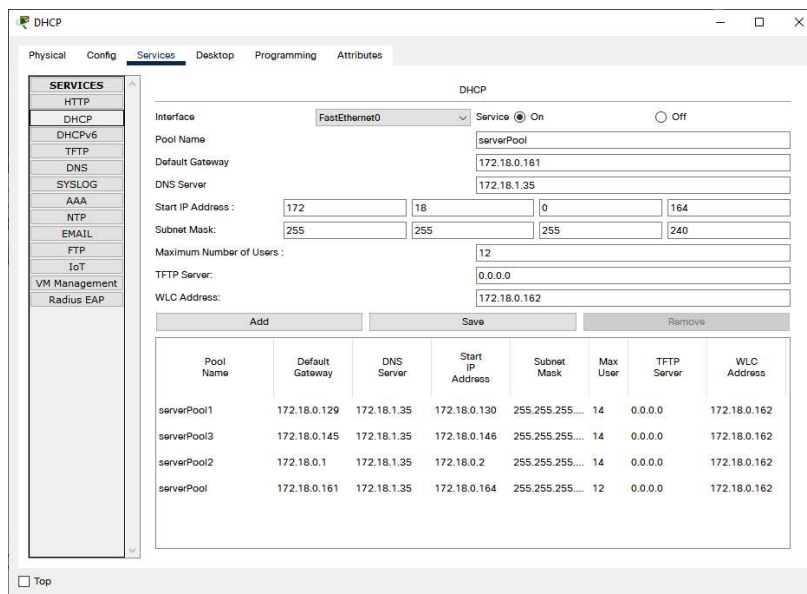 DHCP
Physical Config Services Desktop Programming Attributes
SERVICES
HTTP
DHCP
DHCPv6
TFTP
DNS
SYSLOG
AAA
NTP
EMAIL
FTP
IoT
VM Management
Radius EAP
DHCP
Interface FastEthernet0 Service On Off
Pool Name serverPool
Default Gateway 172.18.0.161
DNS Server 172.18.1.35
Start IP Address : 172 18 0 164
Subnet Mask: 255 255 255 240
Maximum Number of Users : 12
TFTP Server: 0.0.0.0
WLC Address: 172.18.0.162
Add Save Remove
Pool Name Default Gateway DNS Server Start IP Address Subnet Mask Max User TFTP Server WLC Address
serverPool1 172.18.0.129 172.18.1.35 172.18.0.130 255.255.255.... 14 0.0.0.0 172.18.0.162
serverPool3 172.18.0.145 172.18.1.35 172.18.0.146 255.255.255.... 14 0.0.0.0 172.18.0.162
serverPool2 172.18.0.1 172.18.1.35 172.18.0.2 255.255.255.... 14 0.0.0.0 172.18.0.162
serverPool 172.18.0.161 172.18.1.35 172.18.0.164 255.255.255.... 12 0.0.0.0 172.18.0.162
Top